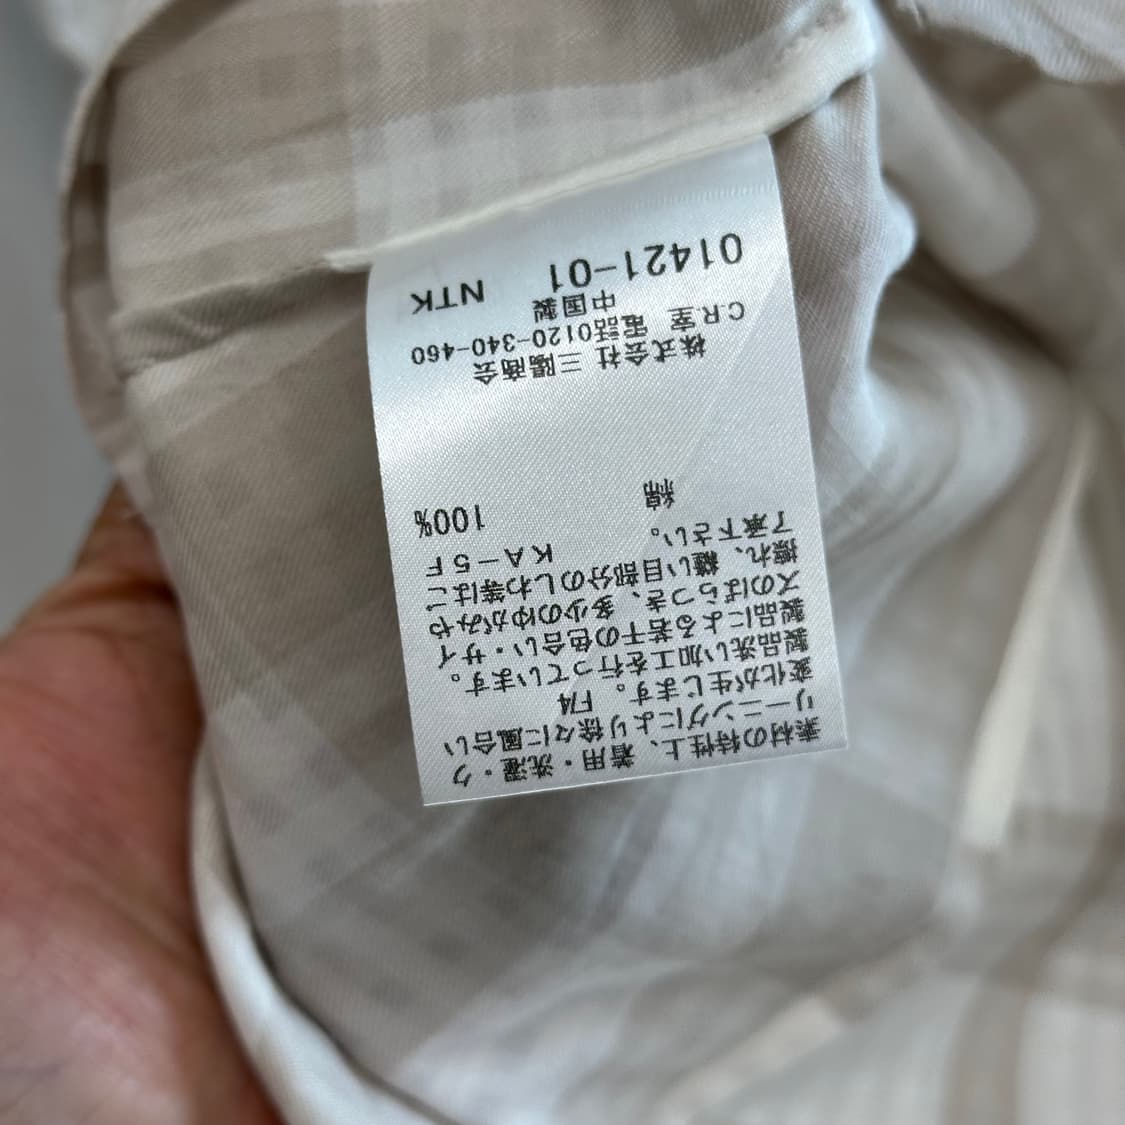 素材の特性上、着用・洗濯・ク
リーニングにより徐々に風合い
変化が生じます。 F/4
製品洗い加工を行っています。
製品による若干の色合い・サイ
ズのばらつき、多少のゆがみや
擦れ、縫い目部分のしわ等はご
了承下さい。 KA-5F
綿 100%
株式会社 三陽商会
C.R.室 電話0120-340-460
中国製
01421-01 NTK